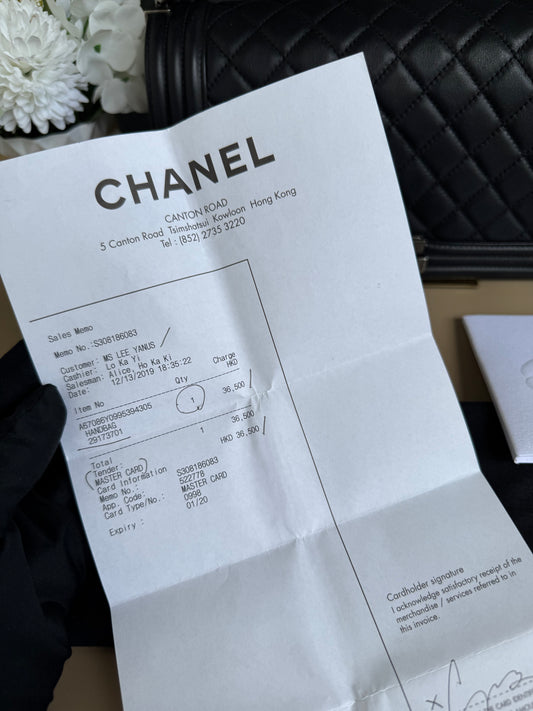 CHANEL
CANTON ROAD
5 Canton Road Tsimshatsui Kowloon Hong Kong
Tel : (852) 2735 3220
Sales Memo
Memo No.:S308186083
Customer: MS LEE YANUS
Cashier: Lo Ka Yi
Salesman: Alice, Ho Ka Ki
Date: 12/13/2019 18:35:22
Item No Qty Charge
HKD
A67086Y0995394305 1 36,500
HANDBAG
29173701
Total 1 36,500
Tender: HKD 36,500
(MASTER CARD)
Card Information
Memo No.: S308186083
App. Code: 522778
Card Type/No.: MASTER CARD
0998
Expiry : 01/20
Cardholder signature
I acknowledge satisfactory receipt of the
merchandise / services referred to in
this invoice.
CARD IDENTI